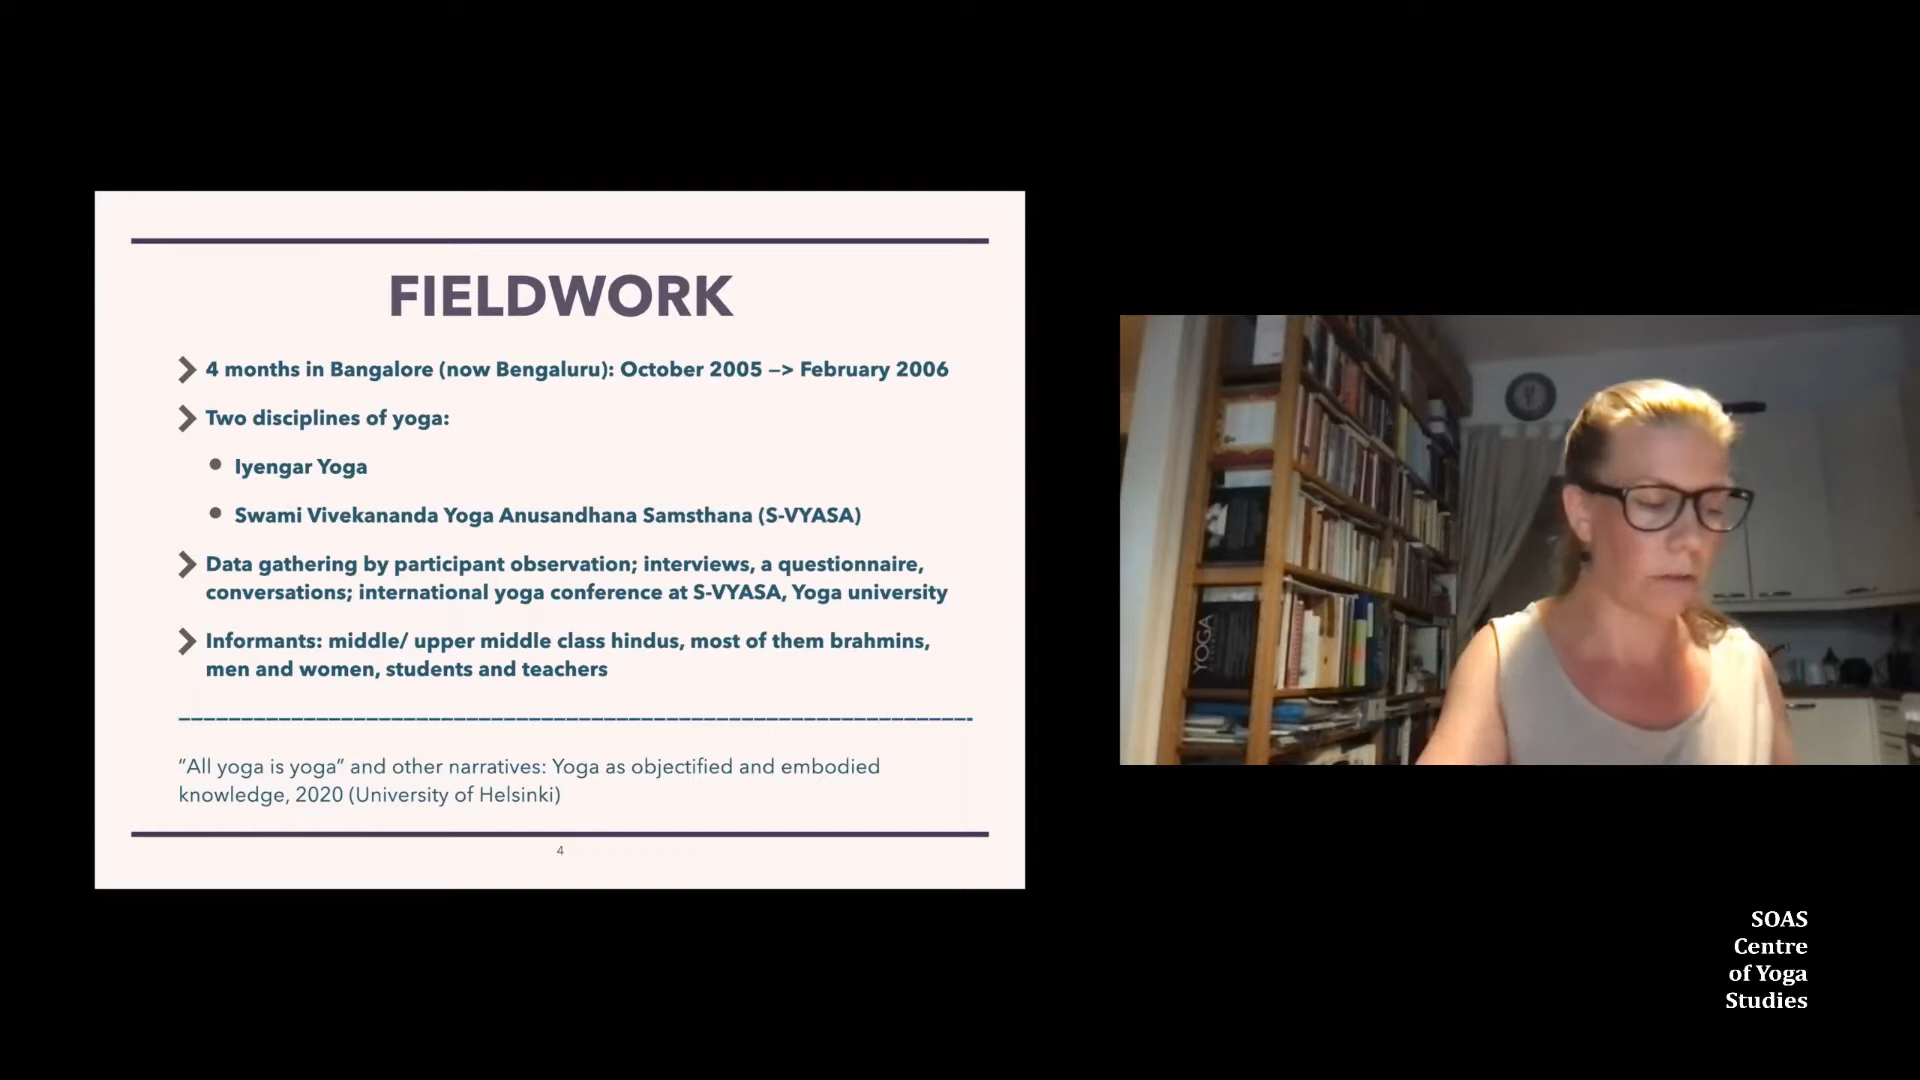 FIELDWORK
4 months in Bangalore (now Bengaluru): October 2005 —> February 2006
Two disciplines of yoga:
Iyengar Yoga
Swami Vivekananda Yoga Anusandhana Samsthana (S-VYASA)
Data gathering by participant observation; interviews, a questionnaire,
conversations; international yoga conference at S-VYASA, Yoga university
Informants: middle/ upper middle class hindus, most of them brahmins,
men and women, students and teachers
“All yoga is yoga” and other narratives: Yoga as objectified and embodied
knowledge, 2020 (University of Helsinki)
4
YOGA
SOAS
Centre
of Yoga
Studies